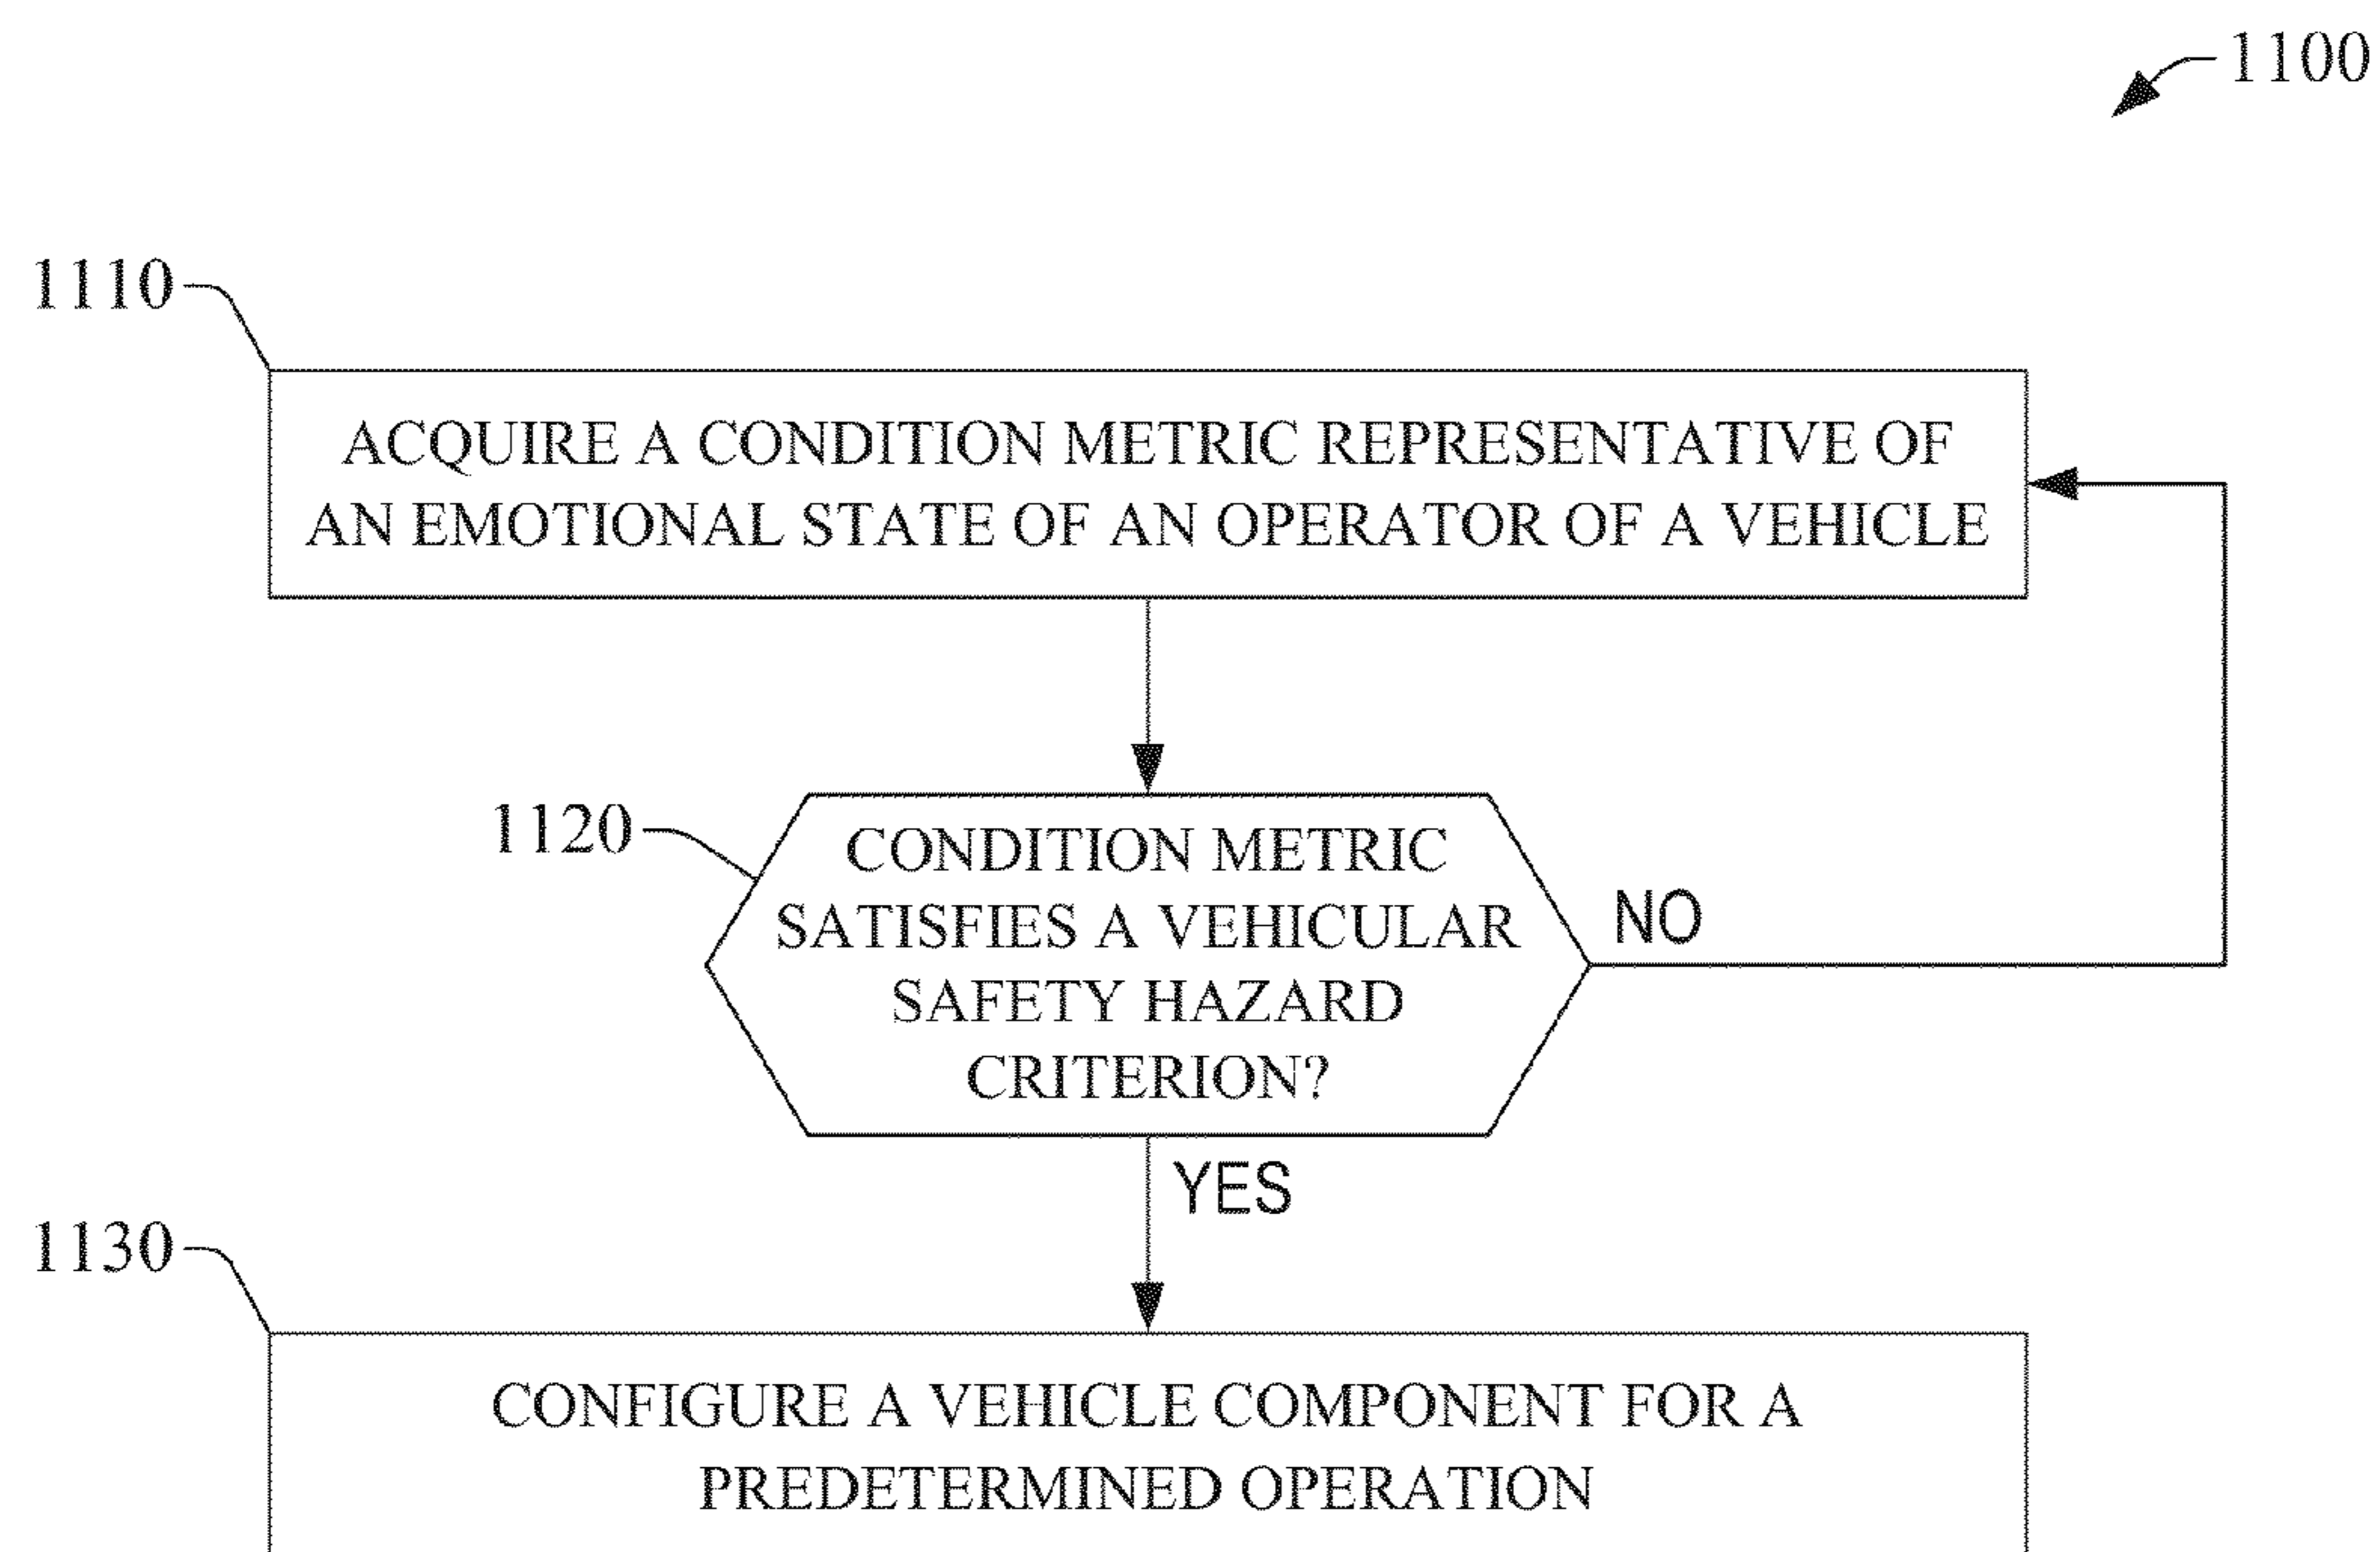 1100
1110
ACQUIRE A CONDITION METRIC REPRESENTATIVE OF
AN EMOTIONAL STATE OF AN OPERATOR OF A VEHICLE
1120
CONDITION METRIC
SATISFIES A VEHICULAR
SAFETY HAZARD
CRITERION?
NO
YES
1130
CONFIGURE A VEHICLE COMPONENT FOR A
PREDETERMINED OPERATION